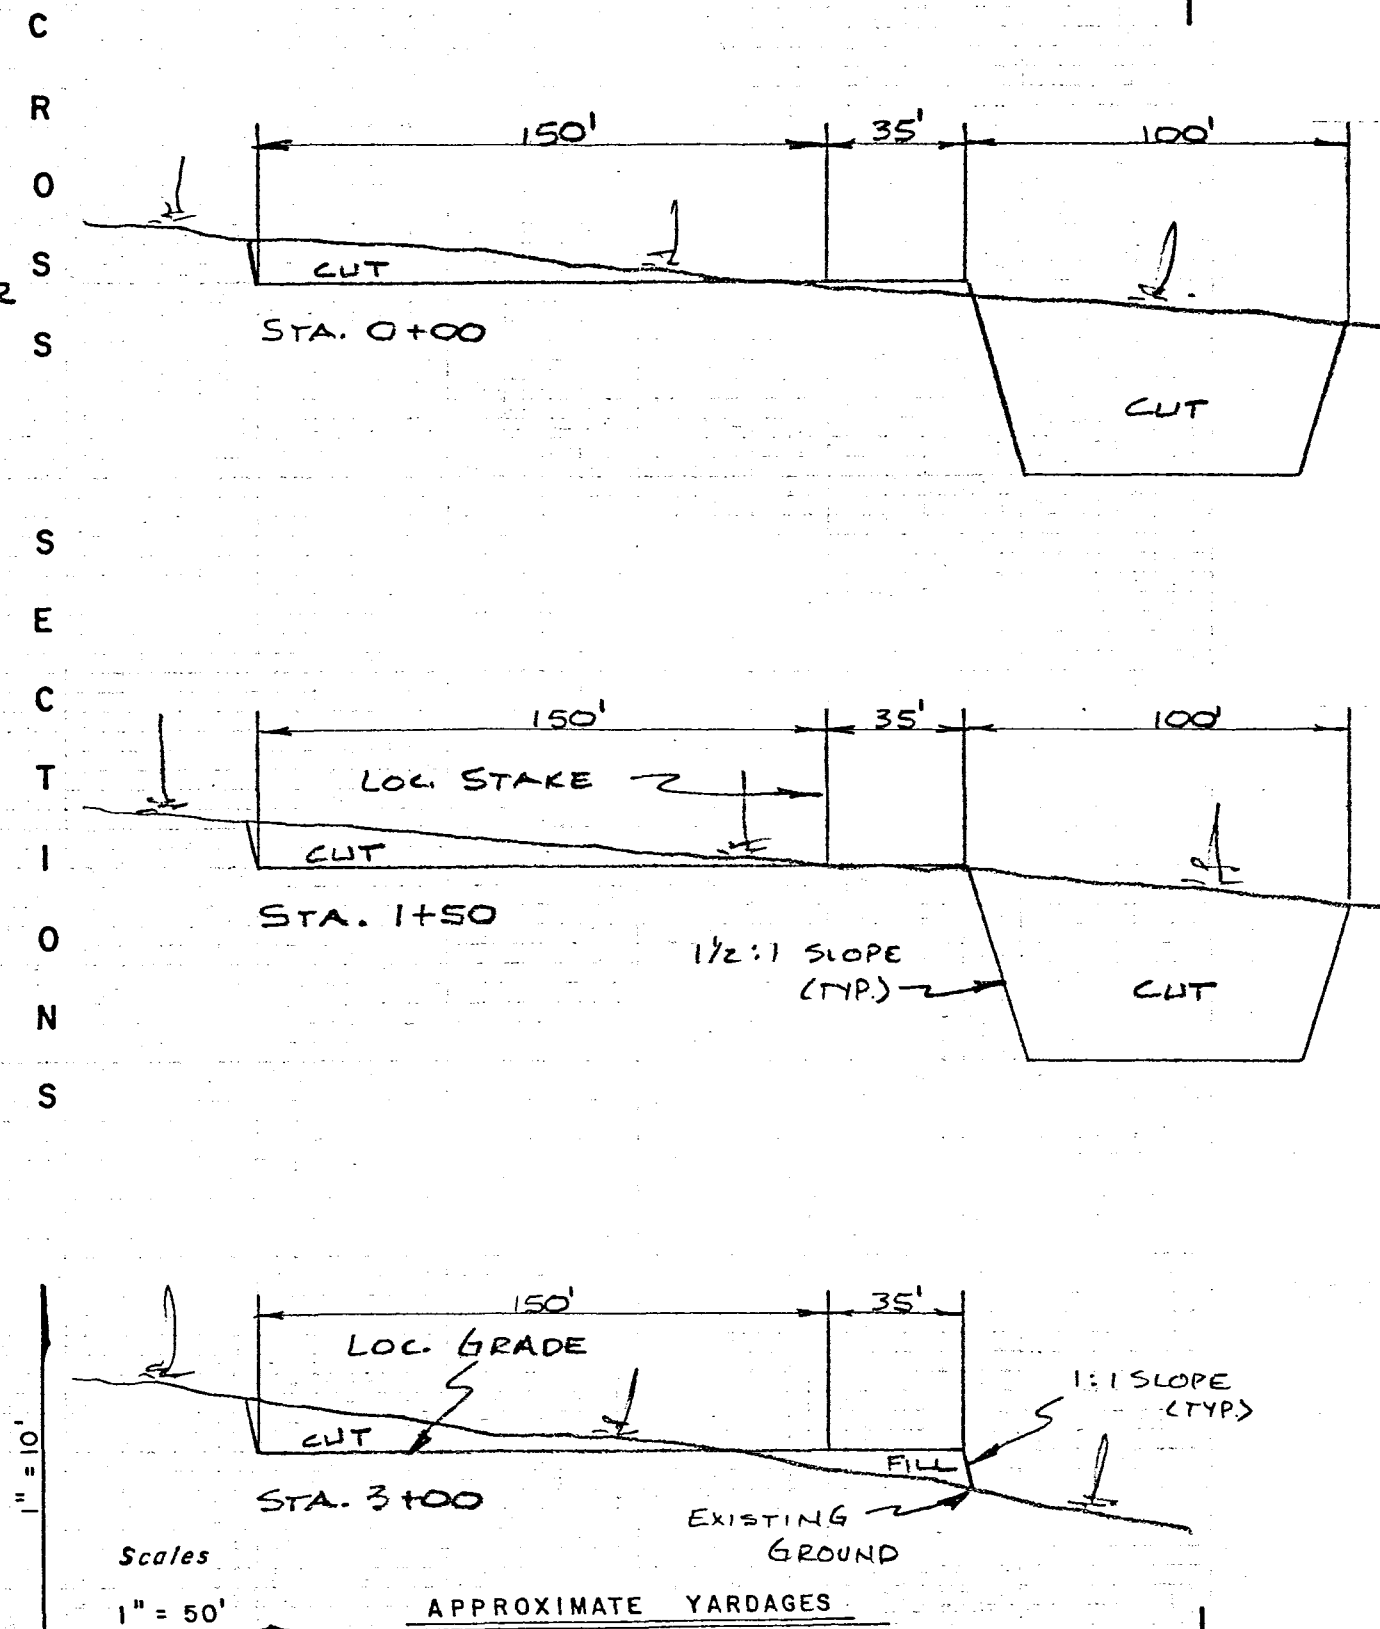 CROSS SECTIONS
150' 35' 100'
CUT
STA. 0+00
CUT
150' 35' 100'
LOC. STAKE
CUT
STA. 1+50
1½:1 SLOPE
(TYP.)
CUT
150' 35'
LOC. GRADE
1:1 SLOPE
(TYP.)
CUT
FILL
STA. 3+00
EXISTING
GROUND
1" = 10'
Scales
1" = 50'
APPROXIMATE YARDAGES